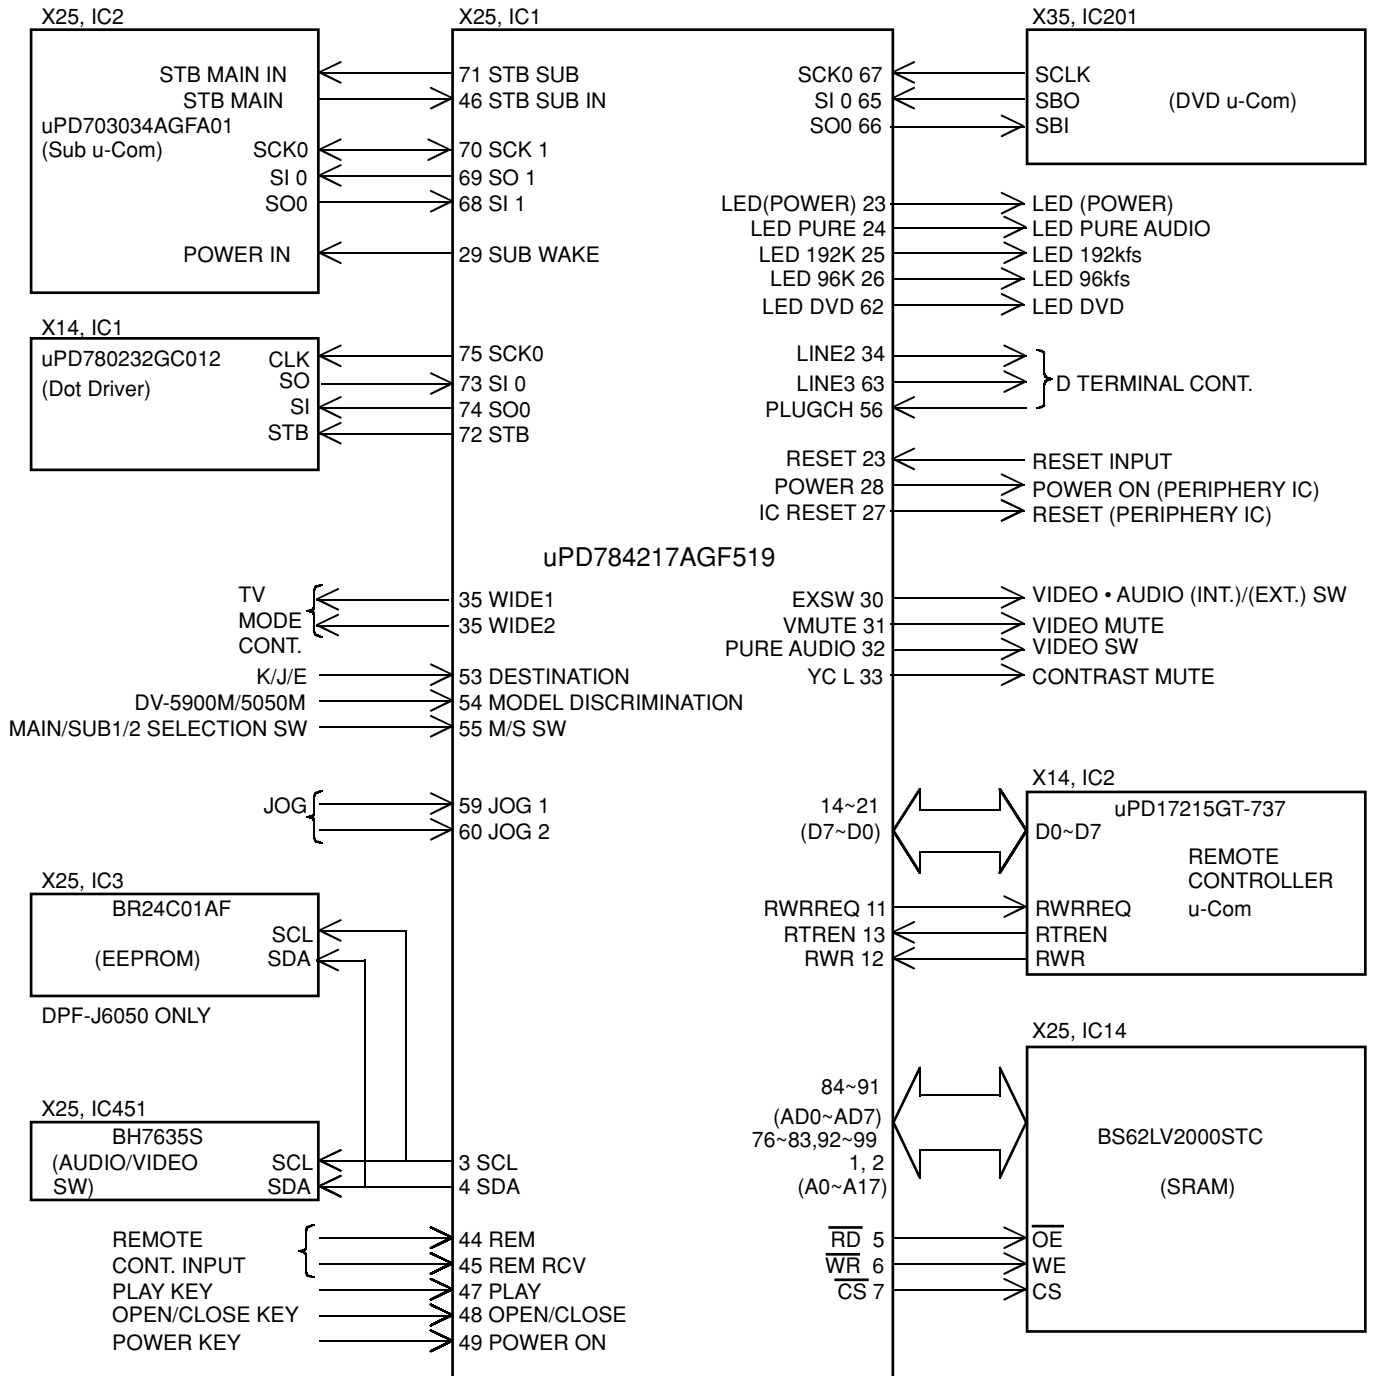 X25, IC2
STB MAIN IN
STB MAIN
uPD703034AGFA01
(Sub u-Com)
SCK0
SI 0
SO0
POWER IN
X14, IC1
uPD780232GC012
(Dot Driver)
CLK
SO
SI
STB
TV
MODE
CONT.
K/J/E
DV-5900M/5050M
MAIN/SUB1/2 SELECTION SW
JOG
X25, IC3
BR24C01AF
(EEPROM)
SCL
SDA
DPF-J6050 ONLY
X25, IC451
BH7635S
(AUDIO/VIDEO
SW)
SCL
SDA
REMOTE
CONT. INPUT
PLAY KEY
OPEN/CLOSE KEY
POWER KEY
X25, IC1
71 STB SUB
46 STB SUB IN
70 SCK 1
69 SO 1
68 SI 1
29 SUB WAKE
75 SCK0
73 SI 0
74 SO0
72 STB
uPD784217AGF519
35 WIDE1
35 WIDE2
53 DESTINATION
54 MODEL DISCRIMINATION
55 M/S SW
59 JOG 1
60 JOG 2
3 SCL
4 SDA
44 REM
45 REM RCV
47 PLAY
48 OPEN/CLOSE
49 POWER ON
SCK0 67
SI 0 65
SO0 66
LED(POWER) 23
LED PURE 24
LED 192K 25
LED 96K 26
LED DVD 62
LINE2 34
LINE3 63
PLUGCH 56
RESET 23
POWER 28
IC RESET 27
EXSW 30
VMUTE 31
PURE AUDIO 32
YC L 33
14~21
(D7~D0)
RWRREQ 11
RTREN 13
RWR 12
84~91
(AD0~AD7)
76~83,92~99
1, 2
(A0~A17)
RD 5
WR 6
CS 7
X35, IC201
SCLK
SBO
SBI
(DVD u-Com)
LED (POWER)
LED PURE AUDIO
LED 192kfs
LED 96kfs
LED DVD
D TERMINAL CONT.
RESET INPUT
POWER ON (PERIPHERY IC)
RESET (PERIPHERY IC)
VIDEO • AUDIO (INT.)/(EXT.) SW
VIDEO MUTE
VIDEO SW
CONTRAST MUTE
X14, IC2
uPD17215GT-737
D0~D7
REMOTE
CONTROLLER
u-Com
RWRREQ
RTREN
RWR
X25, IC14
BS62LV2000STC
(SRAM)
OE
WE
CS